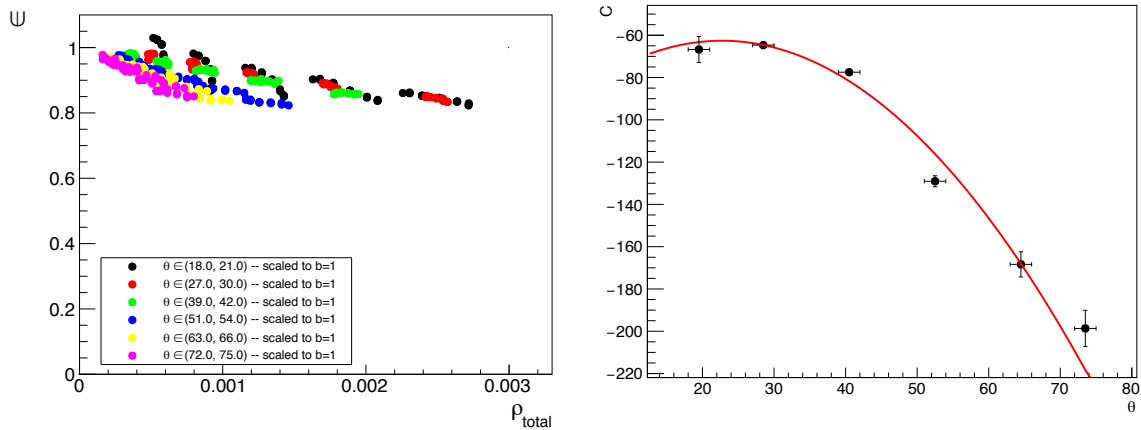 ∈
1
0.8
0.6
0.4
0.2
0
θ ∈(18.0, 21.0) -- scaled to b=1
θ ∈(27.0, 30.0) -- scaled to b=1
θ ∈(39.0, 42.0) -- scaled to b=1
θ ∈(51.0, 54.0) -- scaled to b=1
θ ∈(63.0, 66.0) -- scaled to b=1
θ ∈(72.0, 75.0) -- scaled to b=1
0 0.001 0.002 0.003
ρtotal
C
−60
−80
−100
−120
−140
−160
−180
−200
−220
20 30 40 50 60 70 80
θ